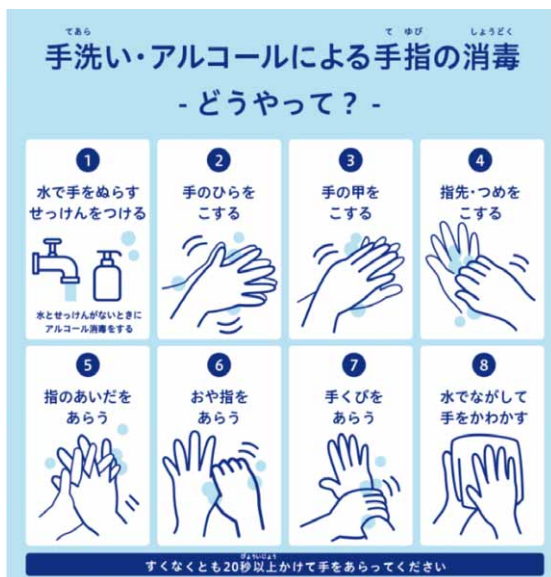 てあら て ゆび しょうどく
手洗い・アルコールによる手指の消毒
- どうやって？ -
1
水で手をぬらす
せっけんをつける
水とせっけんがないときに
アルコール消毒をする
2
手のひらを
こする
3
手の甲を
こする
4
指先・つめを
こする
5
指のあいだを
あらう
6
おや指を
あらう
7
手くびを
あらう
8
水でながして
手をかわかす
びょういじょう
すくなくとも20秒以上かけて手をあらってください